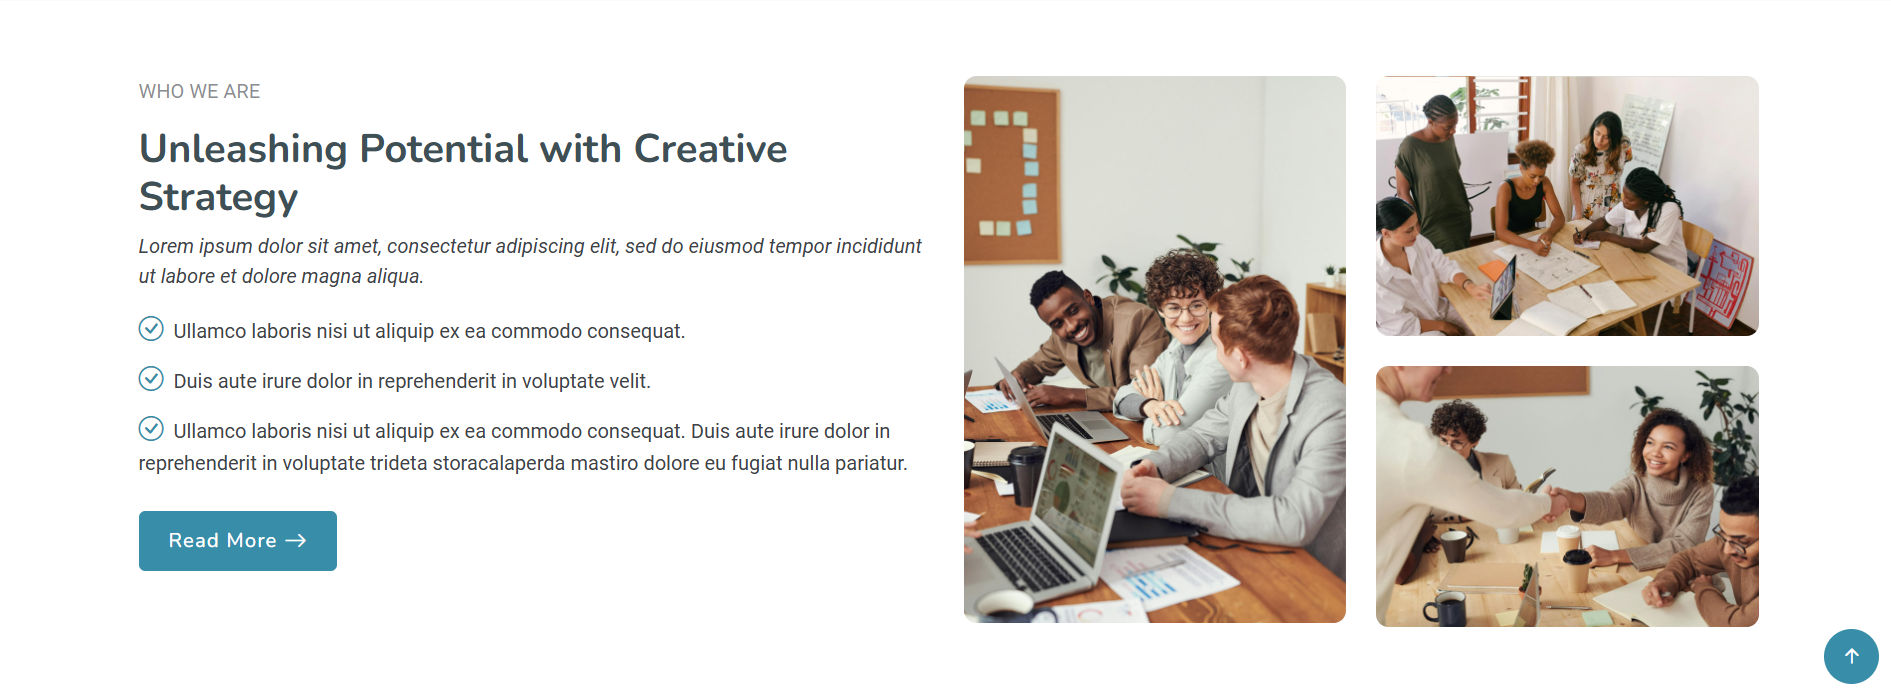 WHO WE ARE
Unleashing Potential with Creative
Strategy
Lorem ipsum dolor sit amet, consectetur adipiscing elit, sed do eiusmod tempor incididunt
ut labore et dolore magna aliqua.
Ullamco laboris nisi ut aliquip ex ea commodo consequat.
Duis aute irure dolor in reprehenderit in voluptate velit.
Ullamco laboris nisi ut aliquip ex ea commodo consequat. Duis aute irure dolor in
reprehenderit in voluptate trideta storacalaperda mastiro dolore eu fugiat nulla pariatur.
Read More →